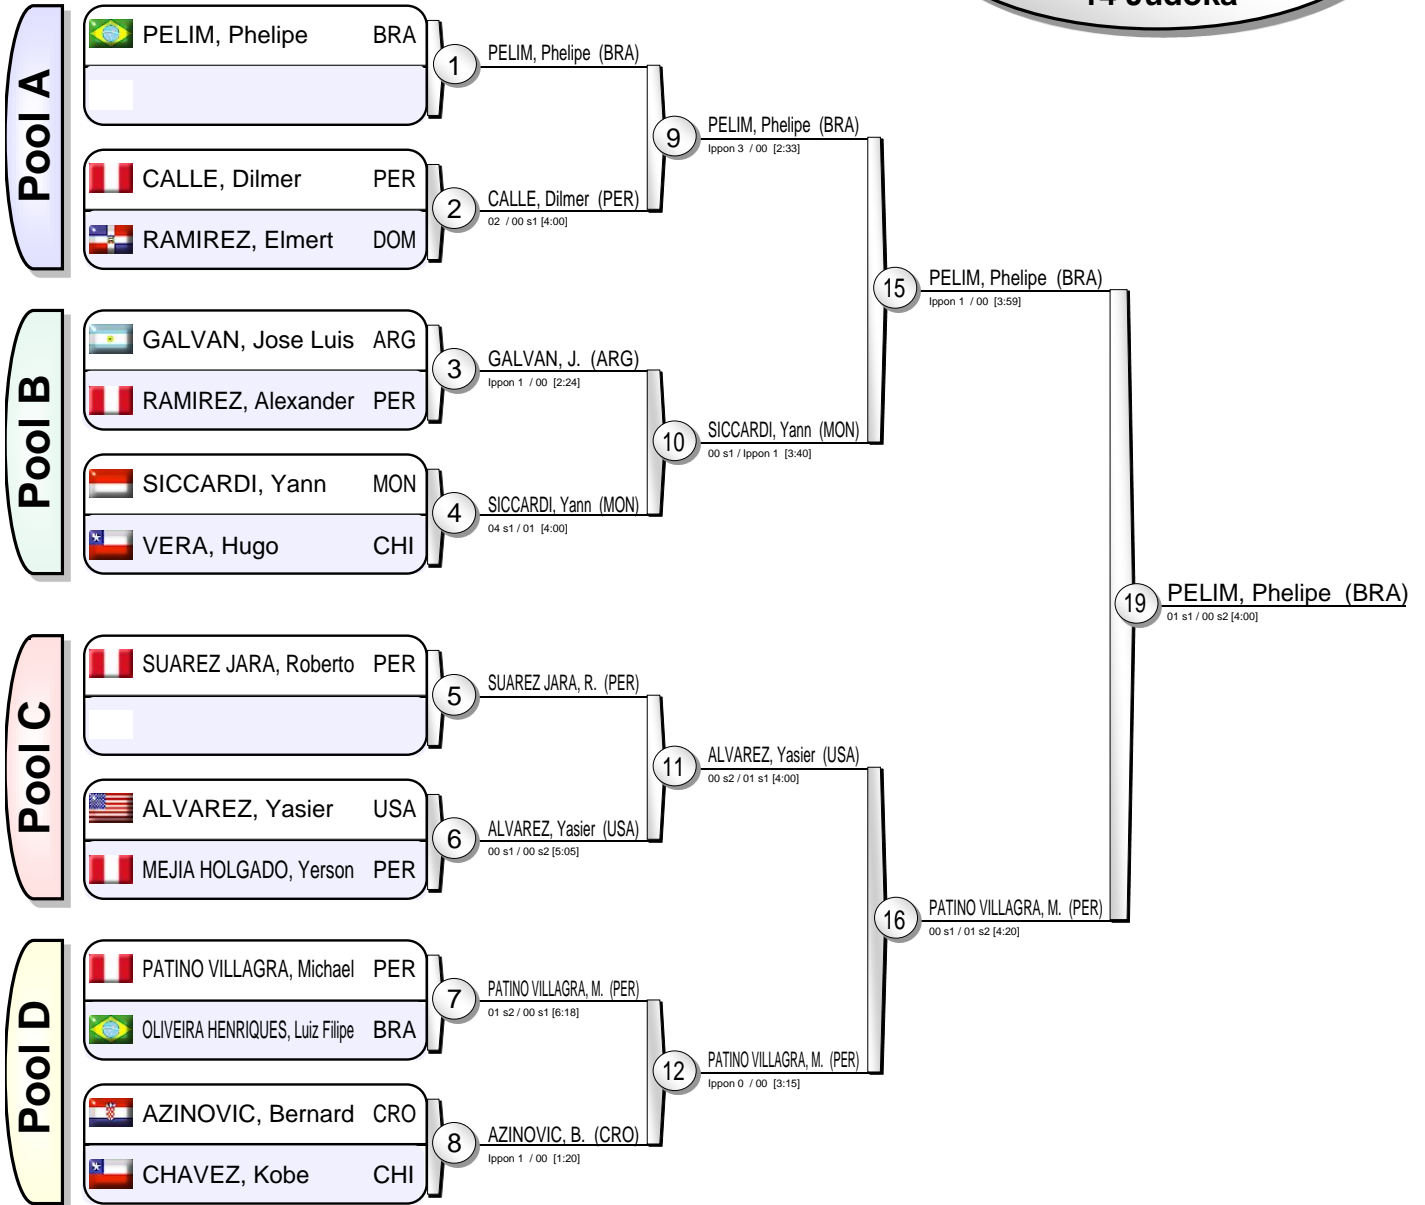 14 Judoka
Pool A
PELIM, Phelipe BRA
CALLE, Dilmer PER
RAMIREZ, Elmert DOM
Pool B
GALVAN, Jose Luis ARG
RAMIREZ, Alexander PER
SICCARDI, Yann MON
VERA, Hugo CHI
Pool C
SUAREZ JARA, Roberto PER
ALVAREZ, Yasier USA
MEJIA HOLGADO, Yerson PER
Pool D
PATINO VILLAGRA, Michael PER
OLIVEIRA HENRIQUES, Luiz Filipe BRA
AZINOVIC, Bernard CRO
CHAVEZ, Kobe CHI
1 PELIM, Phelipe (BRA)
2 CALLE, Dilmer (PER)
02 / 00 s1 [4:00]
3 GALVAN, J. (ARG)
Ippon 1 / 00 [2:24]
4 SICCARDI, Yann (MON)
04 s1 / 01 [4:00]
5 SUAREZ JARA, R. (PER)
6 ALVAREZ, Yasier (USA)
00 s1 / 00 s2 [5:05]
7 PATINO VILLAGRA, M. (PER)
01 s2 / 00 s1 [6:18]
8 AZINOVIC, B. (CRO)
Ippon 1 / 00 [1:20]
9 PELIM, Phelipe (BRA)
Ippon 3 / 00 [2:33]
10 SICCARDI, Yann (MON)
00 s1 / Ippon 1 [3:40]
11 ALVAREZ, Yasier (USA)
00 s2 / 01 s1 [4:00]
12 PATINO VILLAGRA, M. (PER)
Ippon 0 / 00 [3:15]
15 PELIM, Phelipe (BRA)
Ippon 1 / 00 [3:59]
16 PATINO VILLAGRA, M. (PER)
00 s1 / 01 s2 [4:20]
19 PELIM, Phelipe (BRA)
01 s1 / 00 s2 [4:00]